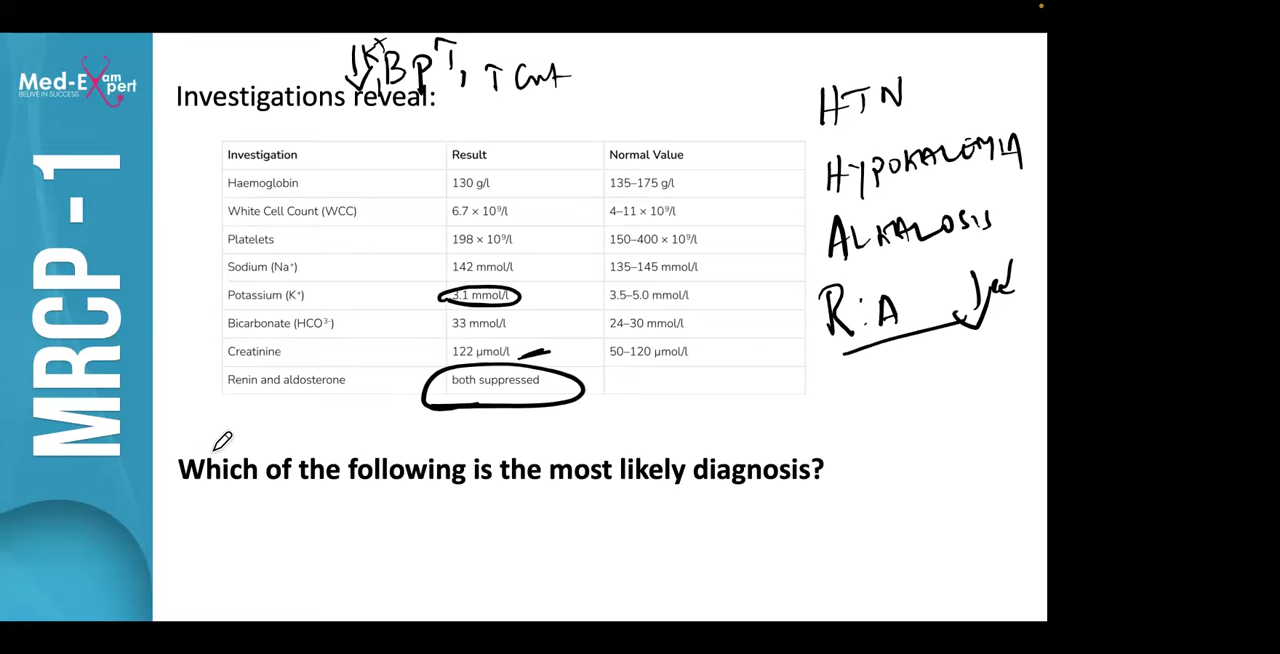 ↓K+, BP↑, ↑ Cnt
Med-Exam
Expert
BELIVE IN SUCCESS
MRCP - 1
Investigations reveal:
Investigation Result Normal Value
Haemoglobin 130 g/l 135–175 g/l
White Cell Count (WCC) 6.7 × 10⁹/l 4–11 × 10⁹/l
Platelets 198 × 10⁹/l 150–400 × 10⁹/l
Sodium (Na⁺) 142 mmol/l 135–145 mmol/l
Potassium (K⁺) 3.1 mmol/l 3.5–5.0 mmol/l
Bicarbonate (HCO³⁻) 33 mmol/l 24–30 mmol/l
Creatinine 122 µmol/l 50–120 µmol/l
Renin and aldosterone both suppressed
HTN
HYPOKALEMIA
ALKALOSIS
R:A
Which of the following is the most likely diagnosis?